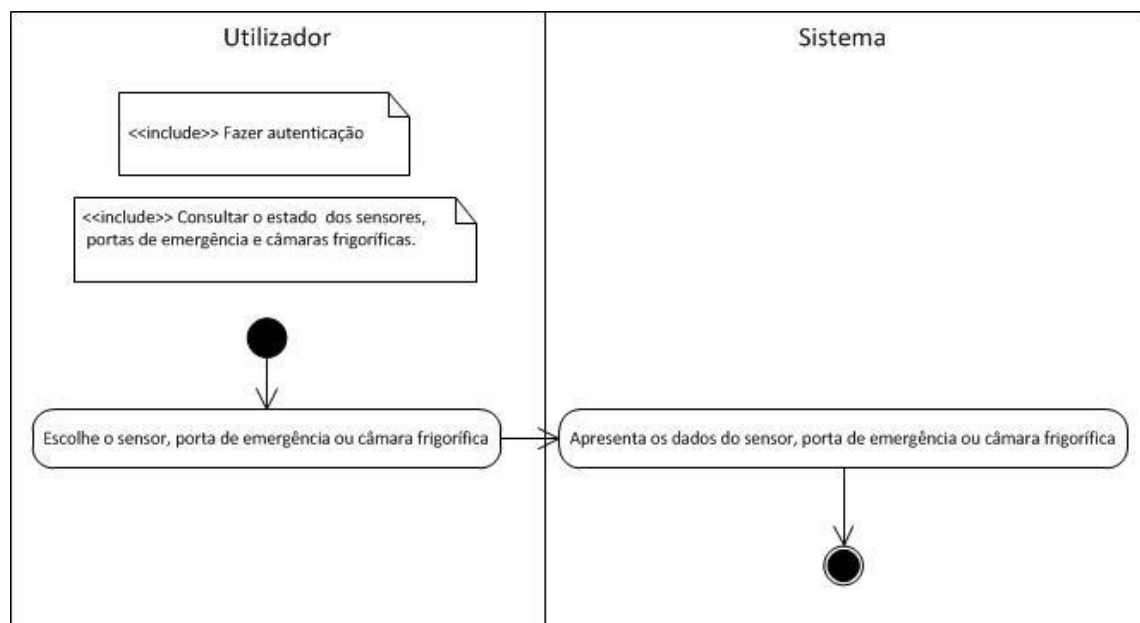 Utilizador
Sistema
<<include>> Fazer autenticação
<<include>> Consultar o estado dos sensores,
portas de emergência e câmaras frigoríficas.
Escolhe o sensor, porta de emergência ou câmara frigorífica
Apresenta os dados do sensor, porta de emergência ou câmara frigorífica